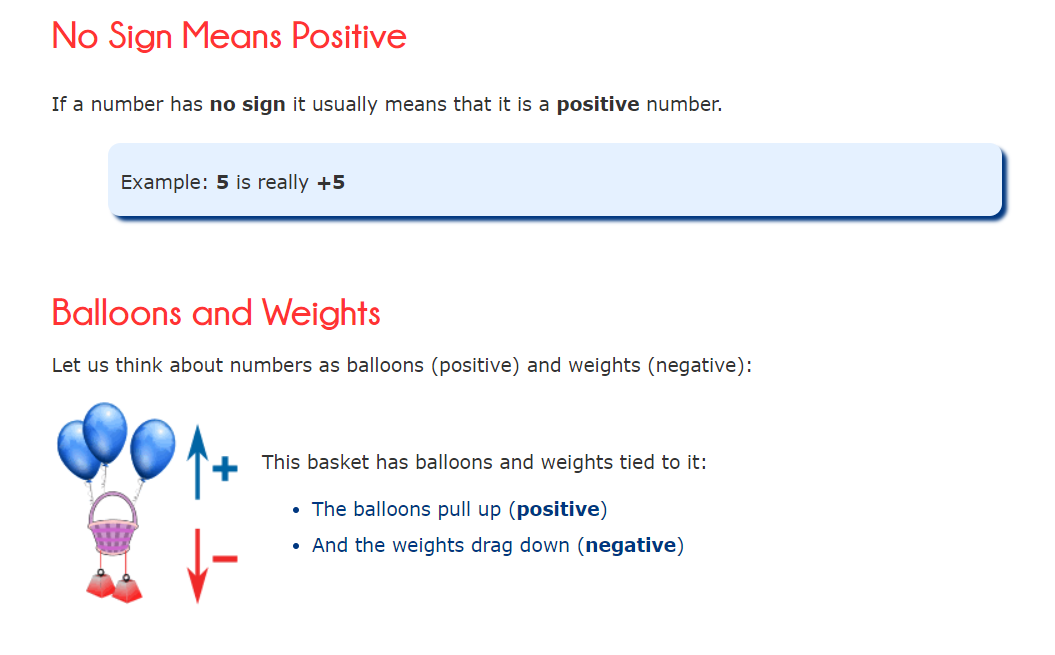 No Sign Means Positive
If a number has no sign it usually means that it is a positive number.
Example: 5 is really +5
Balloons and Weights
Let us think about numbers as balloons (positive) and weights (negative):
+
This basket has balloons and weights tied to it:
• The balloons pull up (positive)
• And the weights drag down (negative)
−